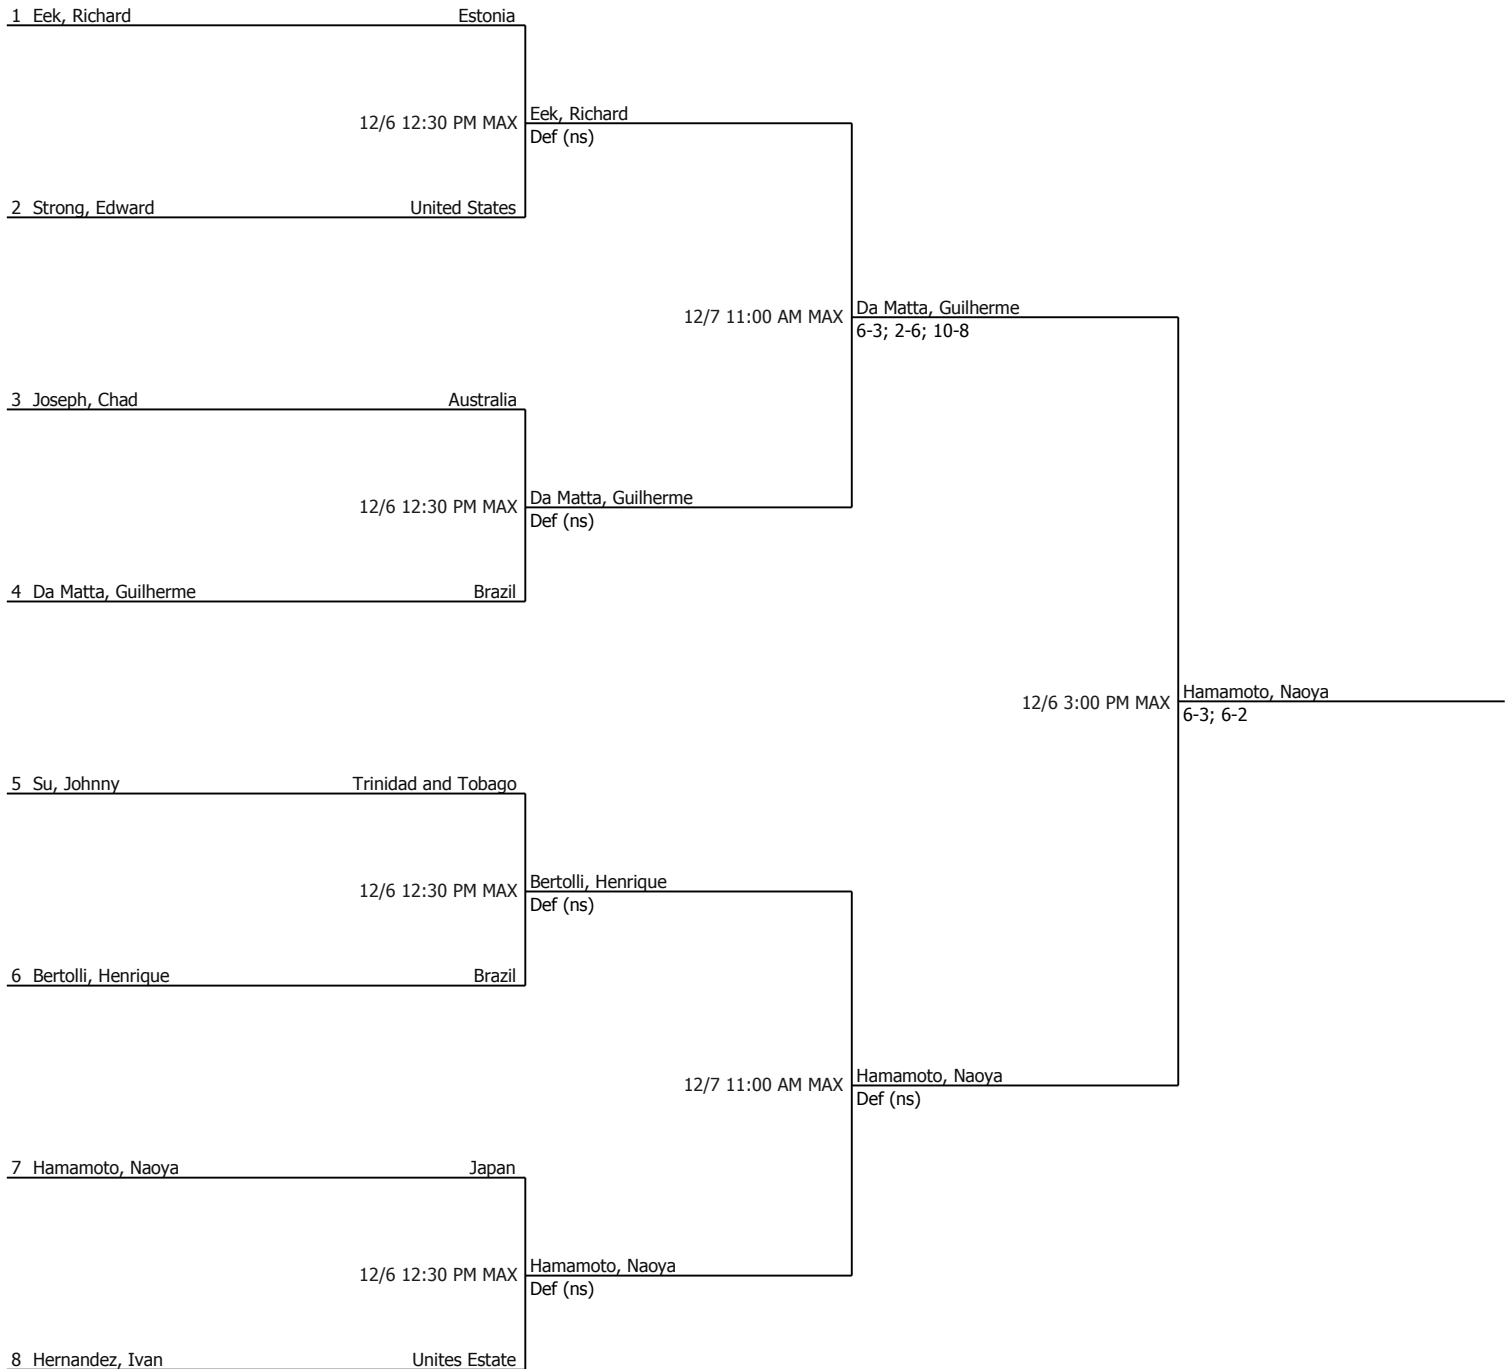 1 Eek, Richard Estonia
12/6 12:30 PM MAX Eek, Richard
Def (ns)
2 Strong, Edward United States
12/7 11:00 AM MAX Da Matta, Guilherme
6-3; 2-6; 10-8
3 Joseph, Chad Australia
12/6 12:30 PM MAX Da Matta, Guilherme
Def (ns)
4 Da Matta, Guilherme Brazil
12/6 3:00 PM MAX Hamamoto, Naoya
6-3; 6-2
5 Su, Johnny Trinidad and Tobago
12/6 12:30 PM MAX Bertolli, Henrique
Def (ns)
6 Bertolli, Henrique Brazil
12/7 11:00 AM MAX Hamamoto, Naoya
Def (ns)
7 Hamamoto, Naoya Japan
12/6 12:30 PM MAX Hamamoto, Naoya
Def (ns)
8 Hernandez, Ivan Unites Estate